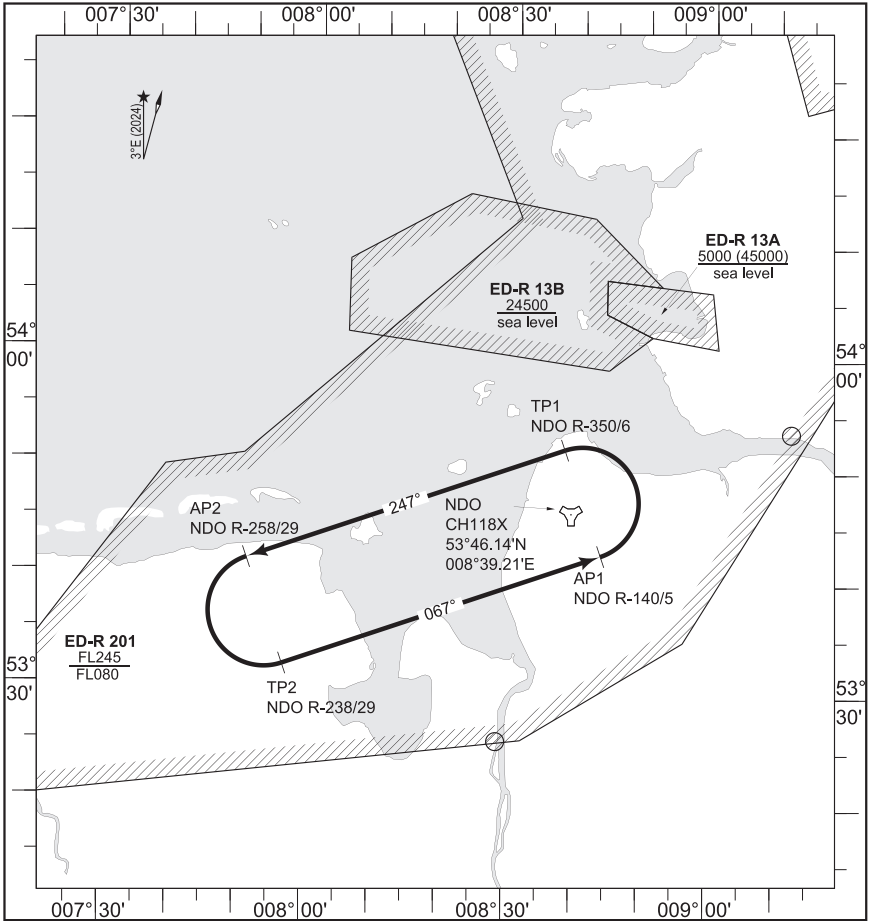 007°30' 008°00' 008°30' 009°00'
3°E (2024)
ED-R 13A
5000 (45000)
sea level
ED-R 13B
24500
sea level
54°
00'
54°
00'
TP1
NDO R-350/6
247°
AP2
NDO R-258/29
NDO
CH118X
53°46.14'N
008°39.21'E
AP1
NDO R-140/5
067°
ED-R 201
FL245
FL080
53°
30'
TP2
NDO R-238/29
53°
30'
007°30' 008°00' 008°30' 009°00'